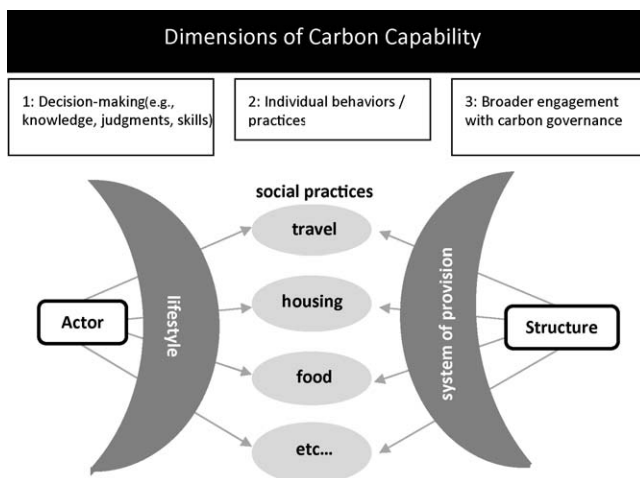 Dimensions of Carbon Capability
1: Decision-making(e.g.,
knowledge, judgments, skills)
2: Individual behaviors /
practices
3: Broader engagement
with carbon governance
social practices
travel
housing
food
etc...
Actor
lifestyle
system of provision
Structure